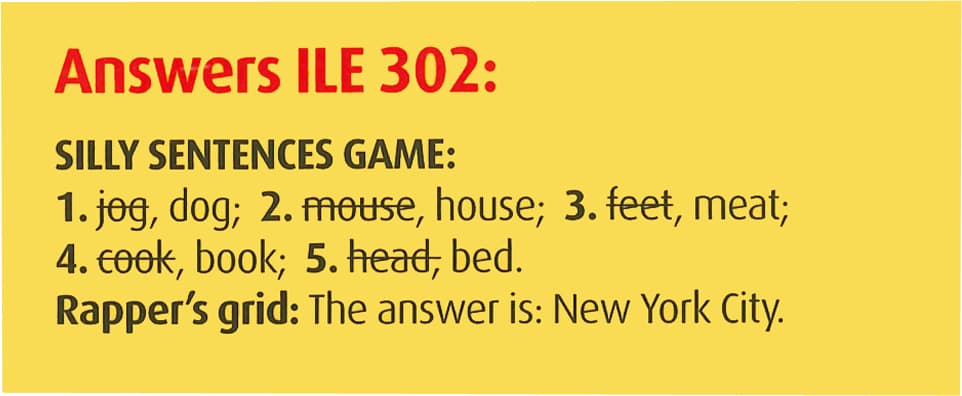 Answers ILE 302:
SILLY SENTENCES GAME:
1. jog, dog; 2. mouse, house; 3. feet, meat;
4. cook, book; 5. head, bed.
Rapper's grid: The answer is: New York City.